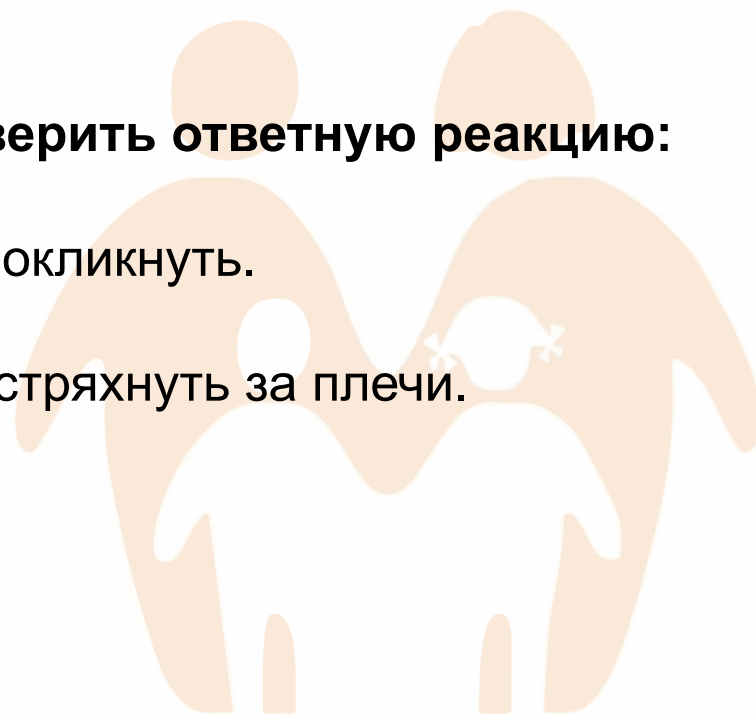 верить ответную реакцию:
окликнуть.
стряхнуть за плечи.